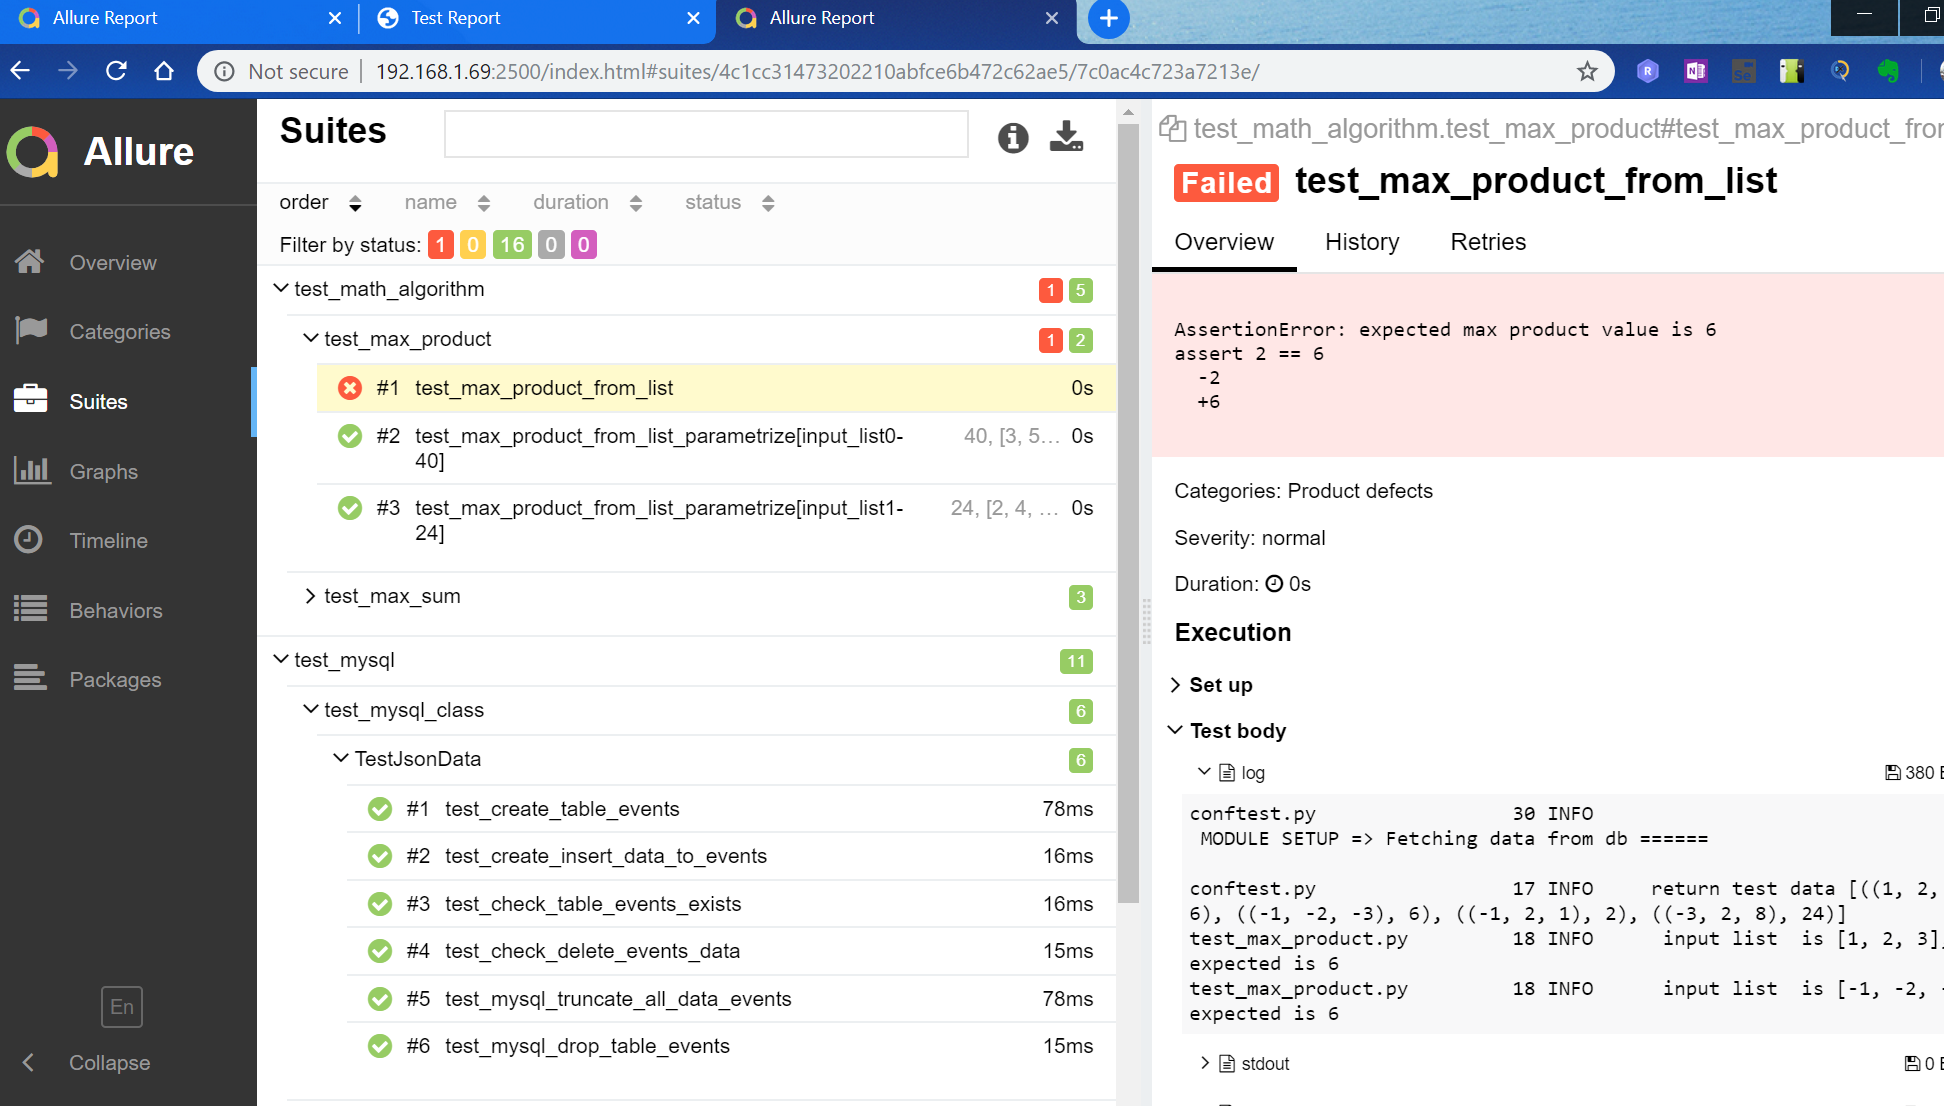 Allure Report
Test Report
Allure Report
Not secure
192.168.1.69:2500/index.html#suites/4c1cc31473202210abfce6b472c62ae5/7c0ac4c723a7213e/
Allure
Overview
Categories
Suites
Graphs
Timeline
Behaviors
Packages
En
Collapse
Suites
order name duration status
Filter by status: 1 0 16 0 0
test_math_algorithm 1 5
test_max_product 1 2
#1 test_max_product_from_list 0s
#2 test_max_product_from_list_parametrize[input_list0- 40, [3, 5... 0s
40]
#3 test_max_product_from_list_parametrize[input_list1- 24, [2, 4, ... 0s
24]
test_max_sum 3
test_mysql 11
test_mysql_class 6
TestJsonData 6
#1 test_create_table_events 78ms
#2 test_create_insert_data_to_events 16ms
#3 test_check_table_events_exists 16ms
#4 test_check_delete_events_data 15ms
#5 test_mysql_truncate_all_data_events 78ms
#6 test_mysql_drop_table_events 15ms
test_math_algorithm.test_max_product#test_max_product_fro
Failed test_max_product_from_list
Overview History Retries
AssertionError: expected max product value is 6
assert 2 == 6
-2
+6
Categories: Product defects
Severity: normal
Duration: 0s
Execution
Set up
Test body
log 380
conftest.py 30 INFO
MODULE SETUP => Fetching data from db ======
conftest.py 17 INFO return test data [((1, 2,
6), ((-1, -2, -3), 6), ((-1, 2, 1), 2), ((-3, 2, 8), 24)]
test_max_product.py 18 INFO input list is [1, 2, 3],
expected is 6
test_max_product.py 18 INFO input list is [-1, -2, -
expected is 6
stdout 0